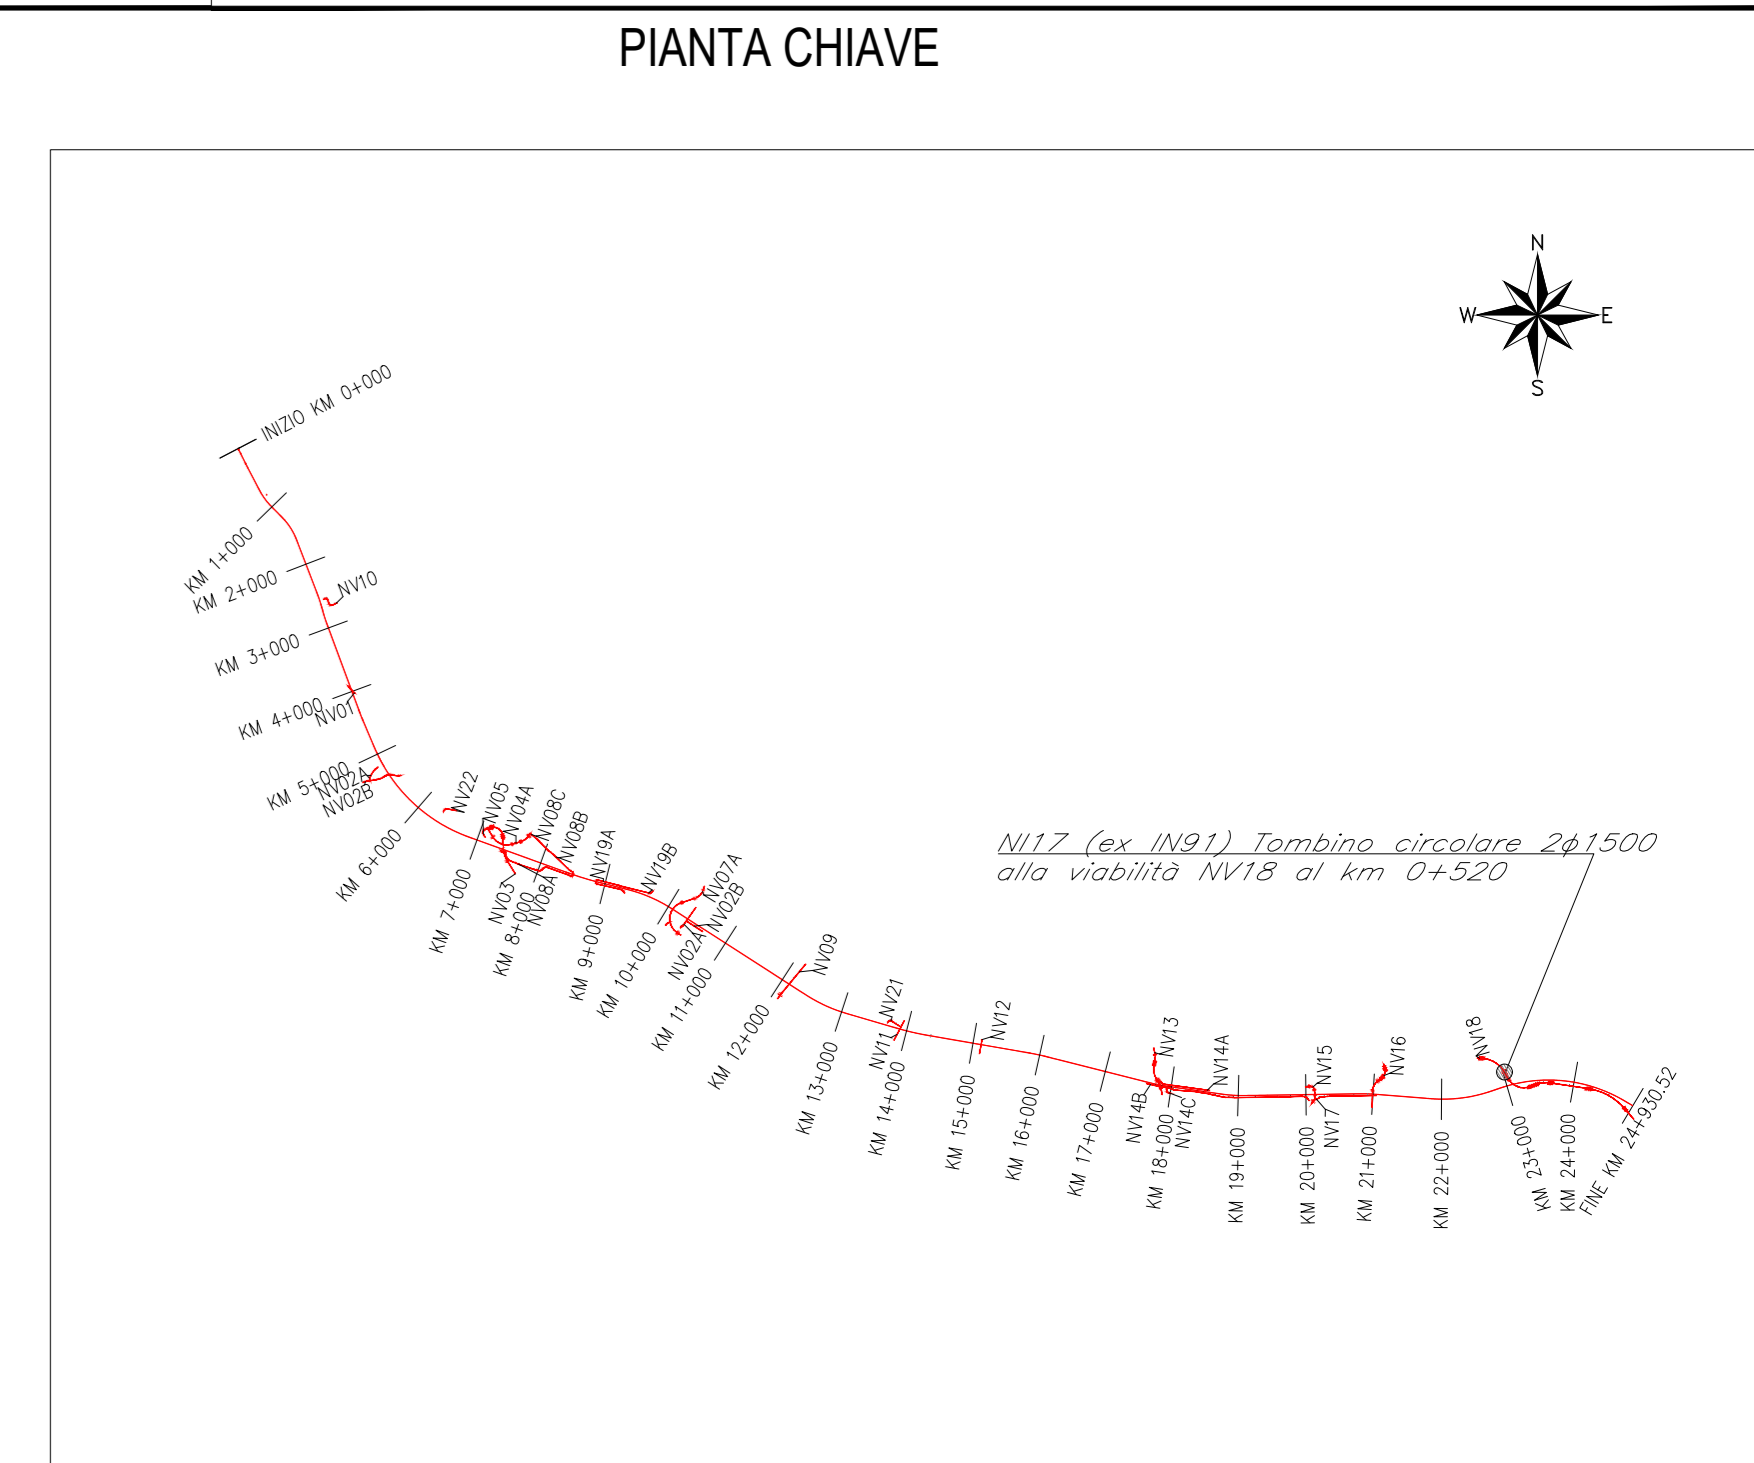 PIANTA CHIAVE
N
W
E
S
INIZIO KM 0+000
KM 1+000
KM 2+000
NV10
KM 3+000
KM 4+000
NV01
KM 5+000
NV02A
NV02B
KM 6+000
NV22
NV05
NV04A
NV08C
NV08B
KM 7+000
NV03
KM 8+000
NV08A
NV19A
NV19B
KM 9+000
NV07A
NV02B
NV02A
KM 10+000
KM 11+000
NV09
KM 12+000
KM 13+000
NV21
NV11
KM 14+000
NV12
KM 15+000
KM 16+000
KM 17+000
NV13
NV14A
NV14B
KM 18+000
NV14C
KM 19+000
NV15
KM 20+000
NV17
NV16
KM 21+000
KM 22+000
NI17 (ex IN91) Tombino circolare 2ϕ1500
alla viabilità NV18 al km 0+520
NV18
KM 23+000
KM 24+000
FINE KM 24+930.52